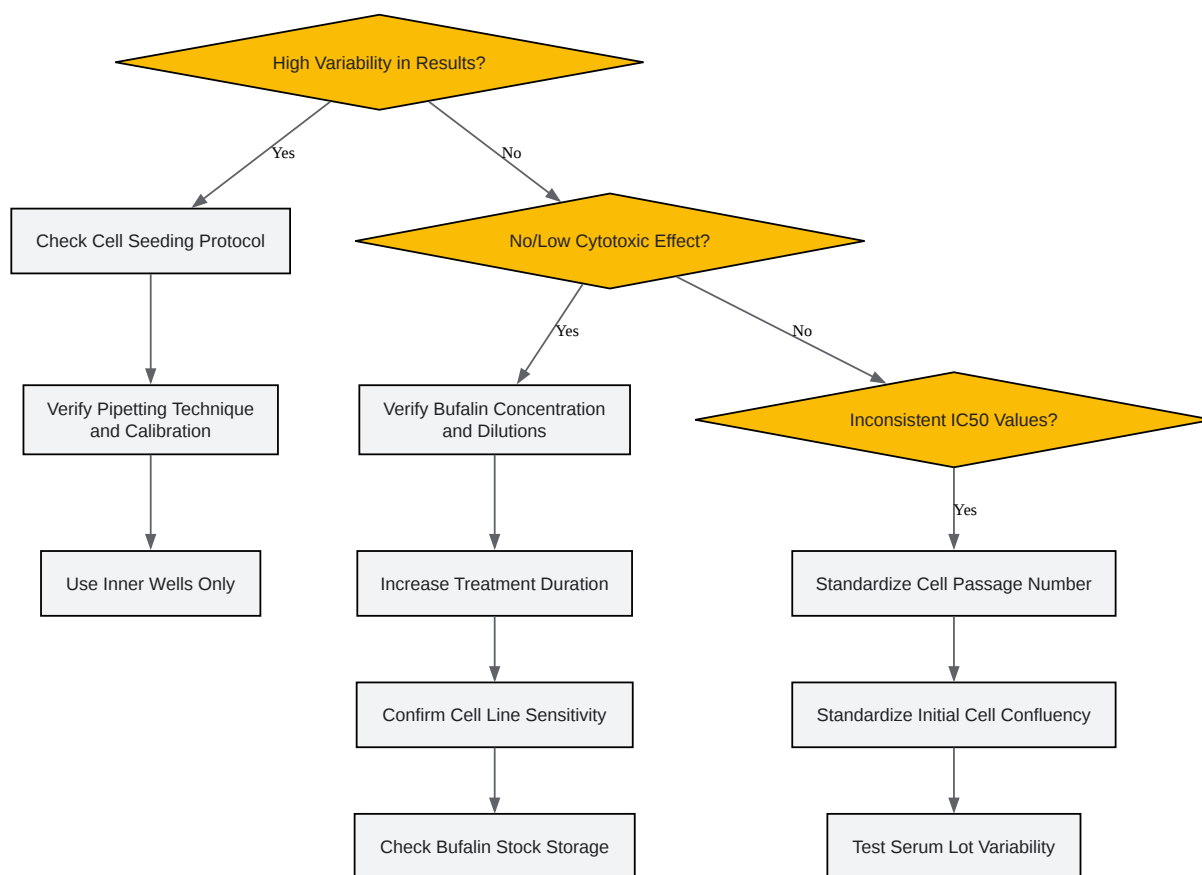 High Variability in Results?
Yes
No
Check Cell Seeding Protocol
No/Low Cytotoxic Effect?
Yes
No
Verify Pipetting Technique
and Calibration
Verify Bufalin Concentration
and Dilutions
Inconsistent IC50 Values?
Yes
Use Inner Wells Only
Increase Treatment Duration
Standardize Cell Passage Number
Confirm Cell Line Sensitivity
Standardize Initial Cell Confluency
Check Bufalin Stock Storage
Test Serum Lot Variability